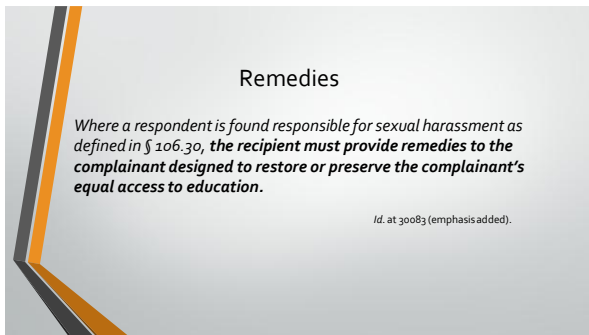 Remedies
Where a respondent is found responsible for sexual harassment as
defined in § 106.30, the recipient must provide remedies to the
complainant designed to restore or preserve the complainant's
equal access to education.
Id. at 30083 (emphasis added).